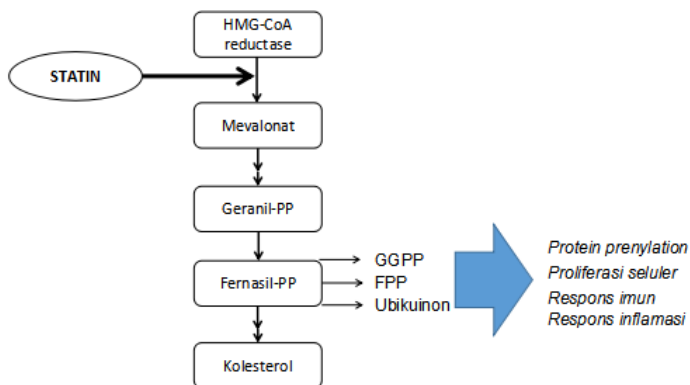 HMG-CoA
reductase
STATIN
Mevalonat
Geranil-PP
Fernasil-PP
GGPP
FPP
Ubikuinon
Protein prenylation
Proliferasi seluler
Respons imun
Respons inflamasi
Kolesterol